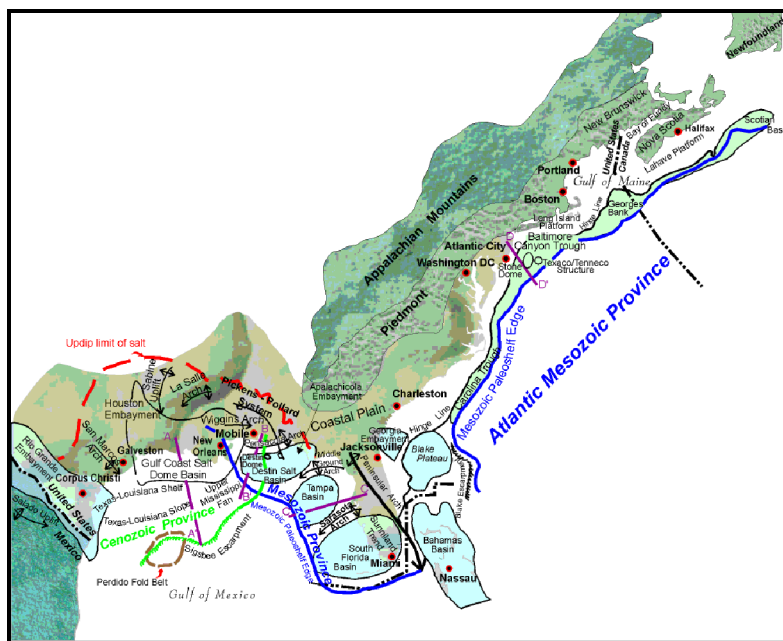 Newfoundland
New Brunswick
Bay of Fundy
Nova Scotia
Halifax
Scotian
Lahave Platform
United States
Canada
Portland
Gulf of Maine
Boston
Georges
Bank
Hinge Line
Long Island
Platform
Appalachian Mountains
Atlantic City
D
Baltimore
Canyon Trough
Washington DC
Stone
Dome
Texaco/Tenneco
Structure
D'
Piedmont
Atlantic Mesozoic Province
Mesozoic Paleoshelf Edge
Carolina Trough
Updip limit of salt
Sabine
Uplift
La Salle
Arch
Pickens - Pollard
System
Apalachicola
Embayment
Charleston
Coastal Plain
Hinge Line
Houston
Embayment
Wiggins Arch
Mobile
B
San Marcos
Arch
A
New
Orleans
Georgia
Embayment
Jacksonville
Blake
Plateau
Blake Escarpment
Galveston
Gulf Coast Salt
Dome Basin
Destin
Dome
Destin Salt
Basin
Middle
Ground
Arch
Rio Grande
Embayment
Corpus Christi
United States
Mexico
Texas-Louisiana Shelf
Upper
Mississippi
Fan
B'
Tampa
Basin
C
Peninsular Arch
Texas-Louisiana Slope
Mesozoic Province
Mesozoic Paleoshelf Edge
Sarasota
Arch
Salado Uplift
Cenozoic Province
A'
Sigsbee Escarpment
Sunniland
Trend
South
Florida
Basin
Miami
Bahamas
Basin
Nassau
Perdido Fold Belt
Gulf of Mexico